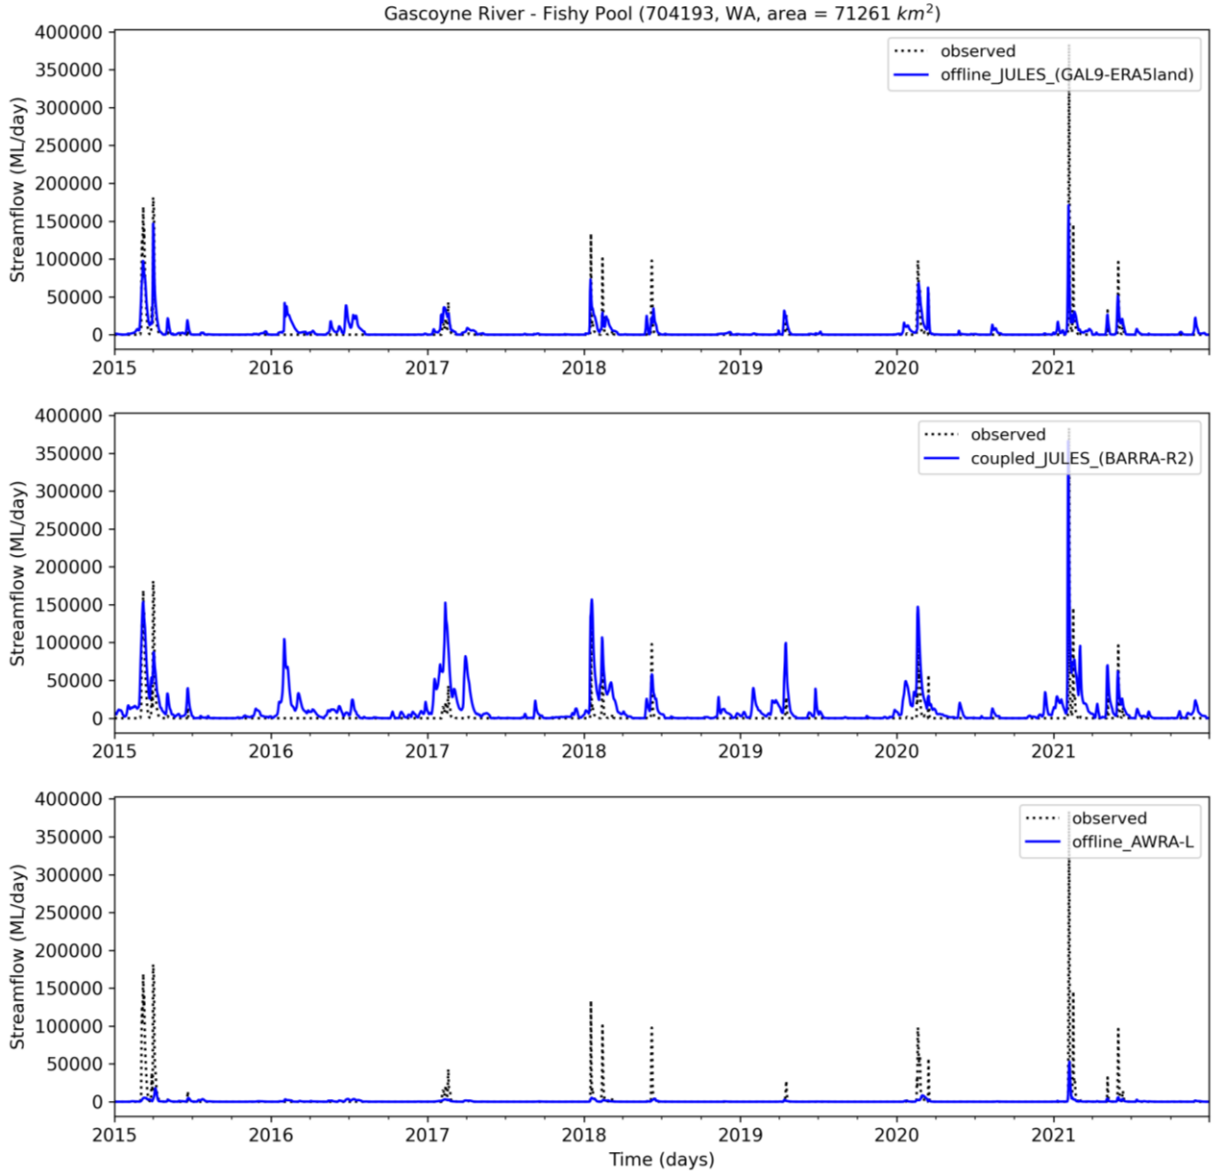 Gascoyne River - Fishy Pool (704193, WA, area = 71261 km²)
400000
350000
300000
250000
200000
150000
100000
50000
0
Streamflow (ML/day)
observed
offline_JULES_(GAL9-ERA5land)
2015 2016 2017 2018 2019 2020 2021
400000
350000
300000
250000
200000
150000
100000
50000
0
Streamflow (ML/day)
observed
coupled_JULES_(BARRA-R2)
2015 2016 2017 2018 2019 2020 2021
400000
350000
300000
250000
200000
150000
100000
50000
0
Streamflow (ML/day)
observed
offline_AWRA-L
2015 2016 2017 2018 2019 2020 2021
Time (days)